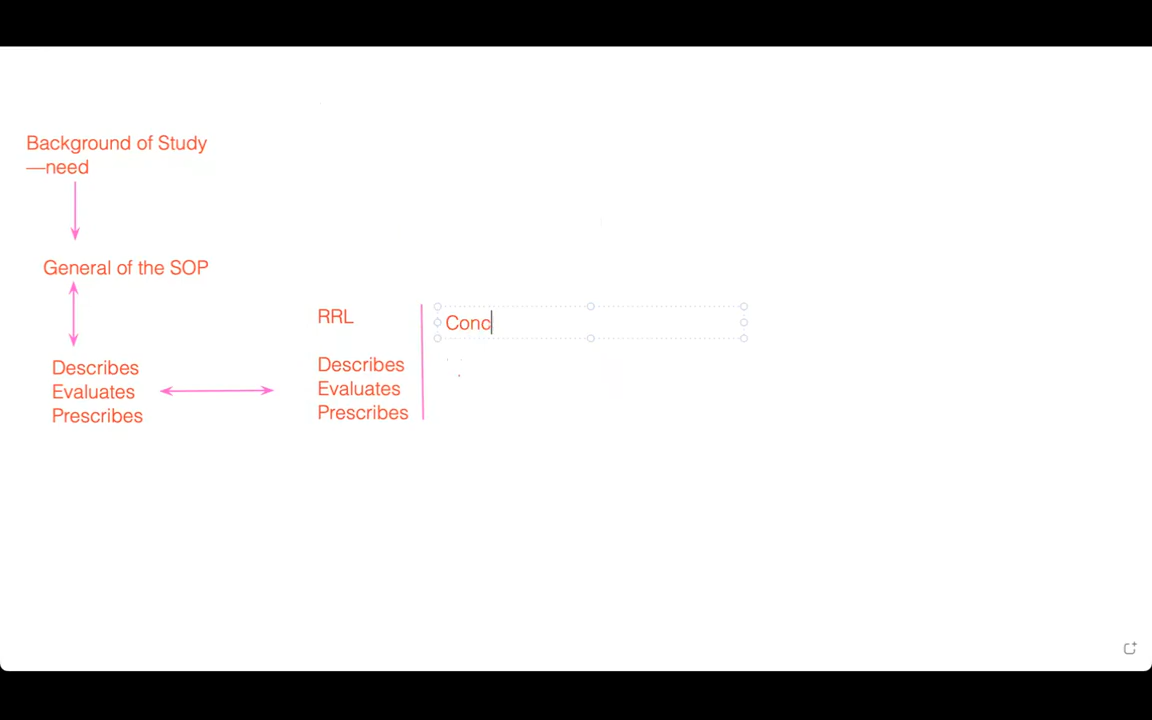 Background of Study
—need
General of the SOP
Describes
Evaluates
Prescribes
RRL
Describes
Evaluates
Prescribes
Conc